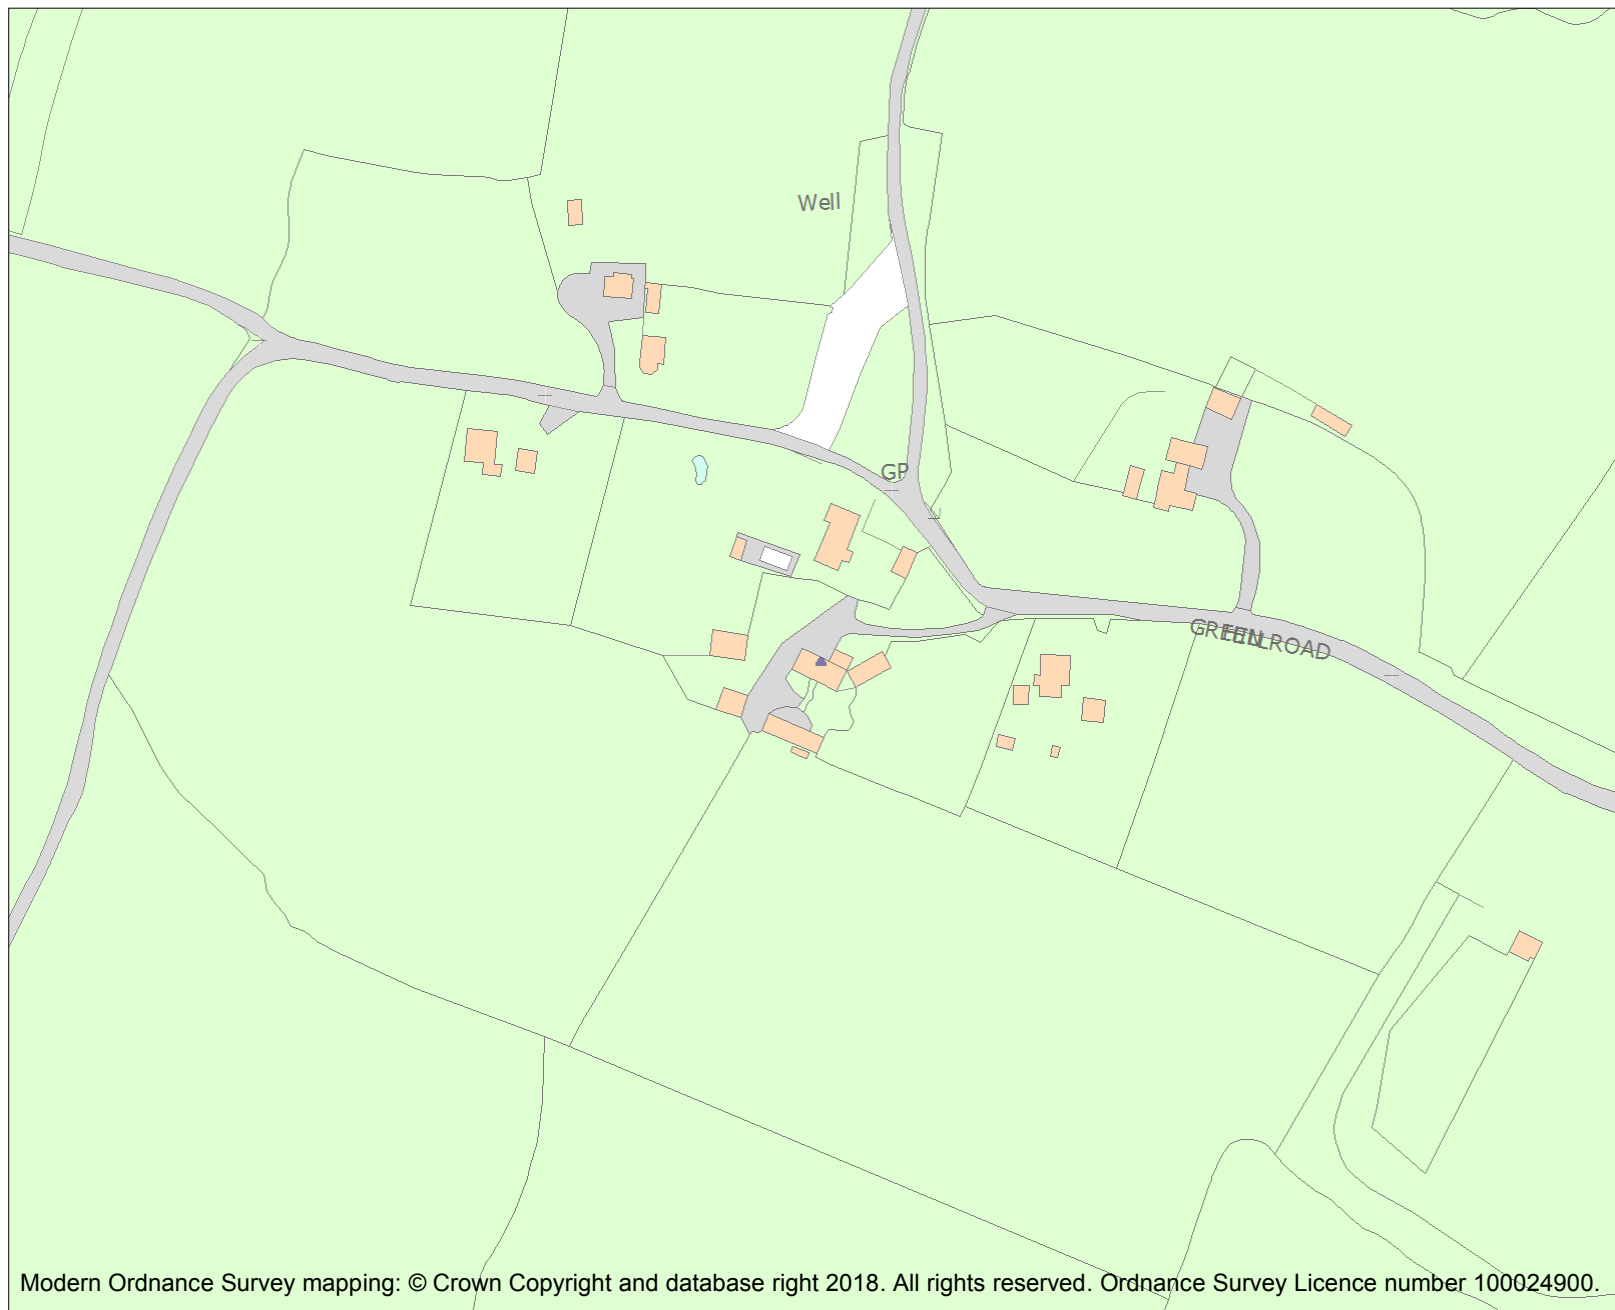 Well
GP
GREEN ROAD
Modern Ordnance Survey mapping: © Crown Copyright and database right 2018. All rights reserved. Ordnance Survey Licence number 100024900.